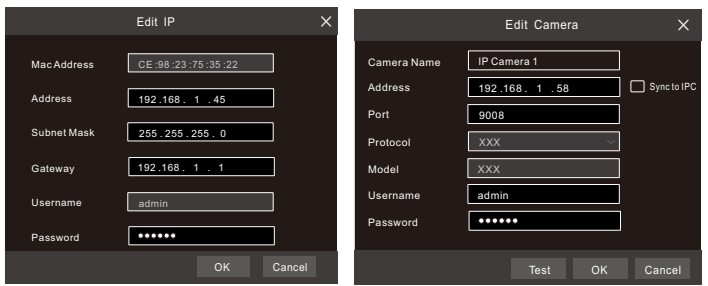 Edit IP
Mac Address CE :98 :23 :75 :35 : 22
Address 192.168. 1 .45
Subnet Mask 255.255.255. 0
Gateway 192.168. 1 . 1
Username admin
Password ●●●●●●
OK Cancel
Edit Camera
Camera Name IP Camera 1
Address 192.168. 1 .58 Sync to IPC
Port 9008
Protocol XXX
Model XXX
Username admin
Password ●●●●●●
Test OK Cancel